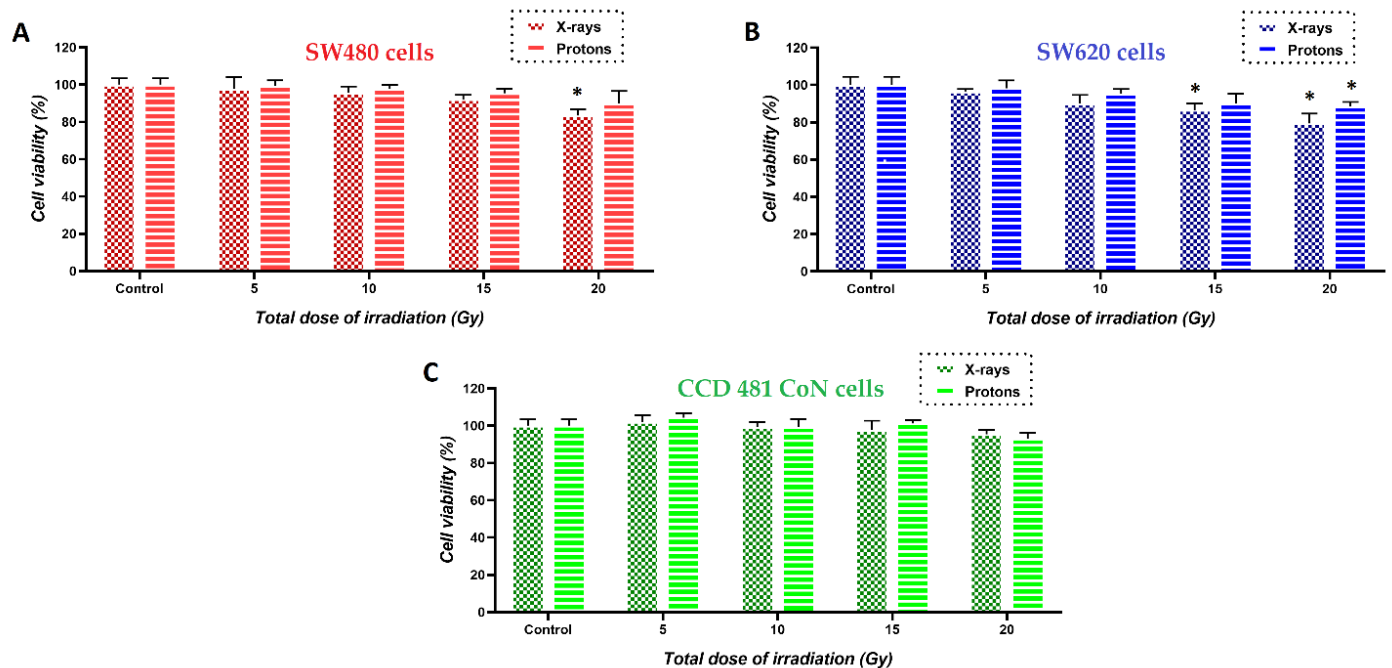 A
SW480 cells
X-rays
Protons
Cell viability (%)
120
100
80
60
40
20
0
Control 5 10 15 20
*
Total dose of irradiation (Gy)
B
SW620 cells
X-rays
Protons
Cell viability (%)
120
100
80
60
40
20
0
Control 5 10 15 20
* * *
Total dose of irradiation (Gy)
C
CCD 481 CoN cells
X-rays
Protons
Cell viability (%)
120
100
80
60
40
20
0
Control 5 10 15 20
Total dose of irradiation (Gy)